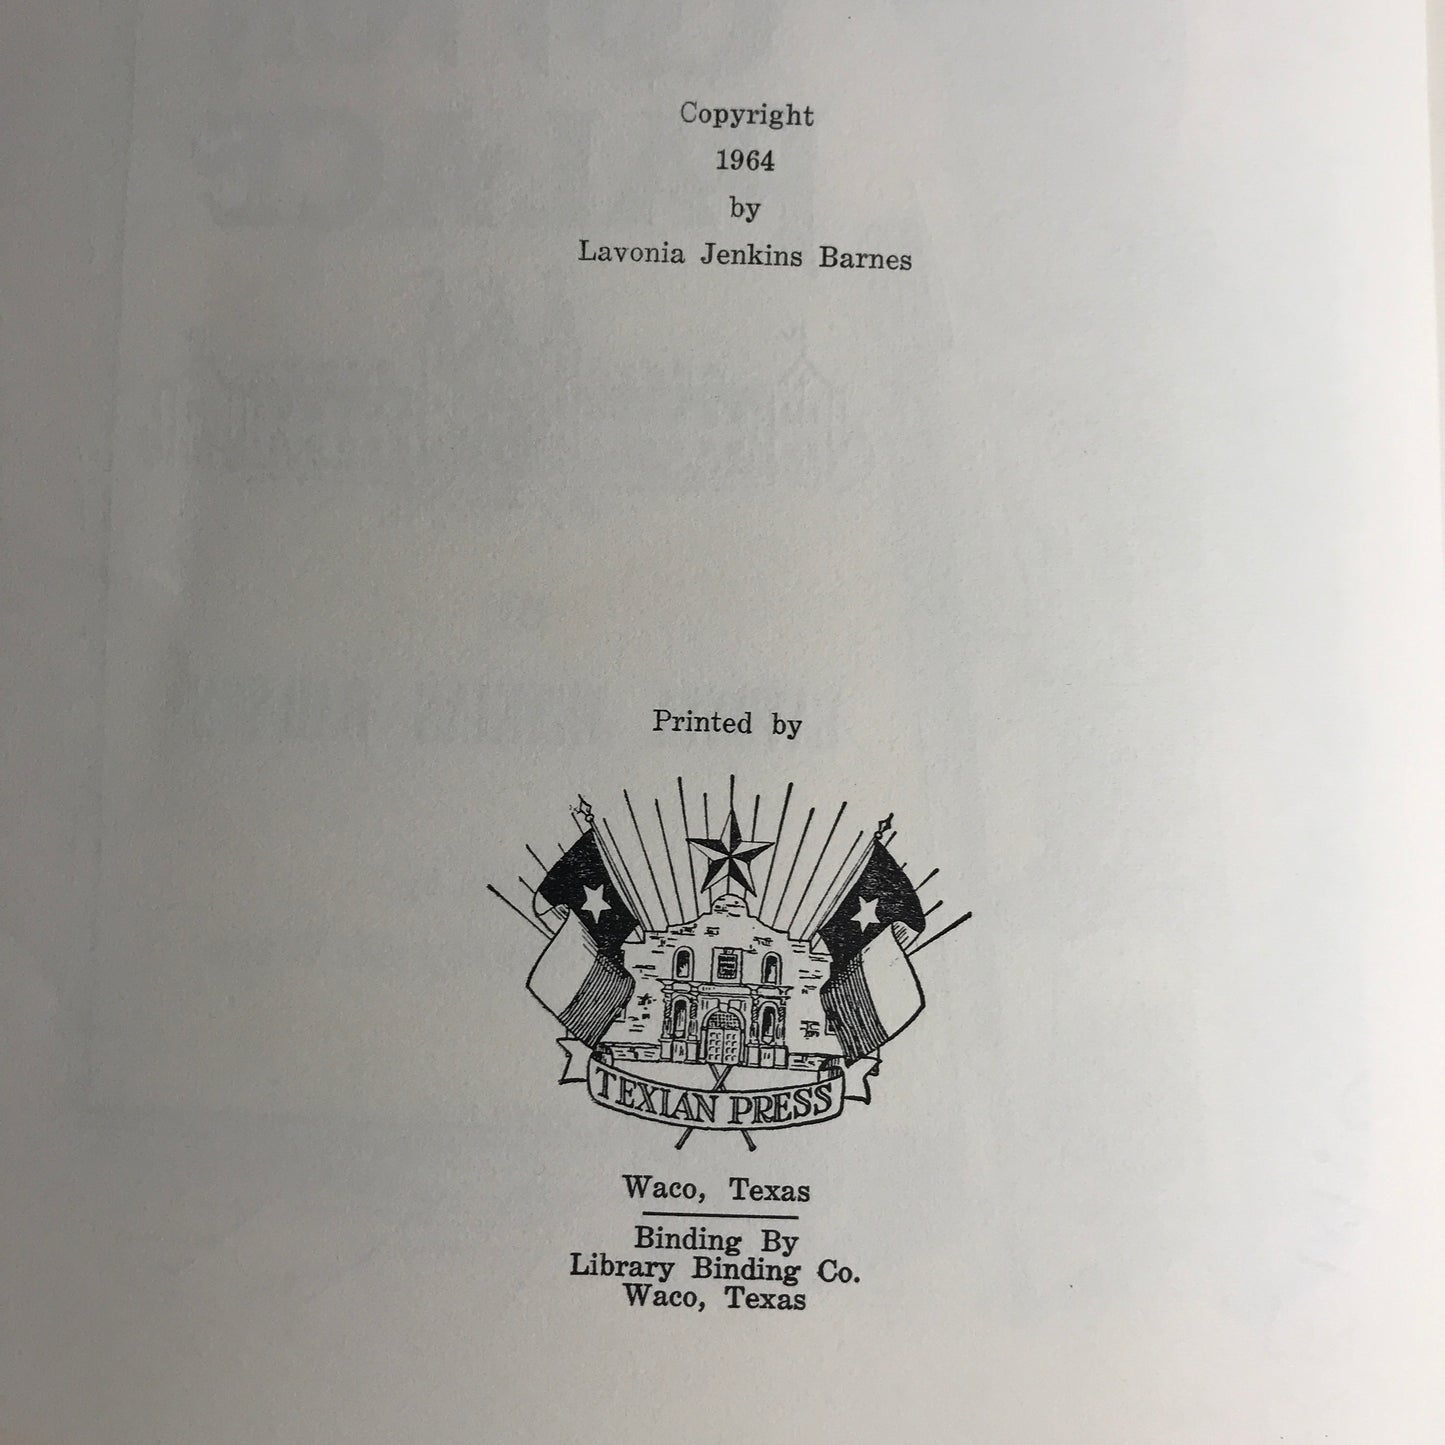 Copyright
1964
by
Lavonia Jenkins Barnes
Printed by
TEXIAN PRESS
Waco, Texas
Binding By
Library Binding Co.
Waco, Texas